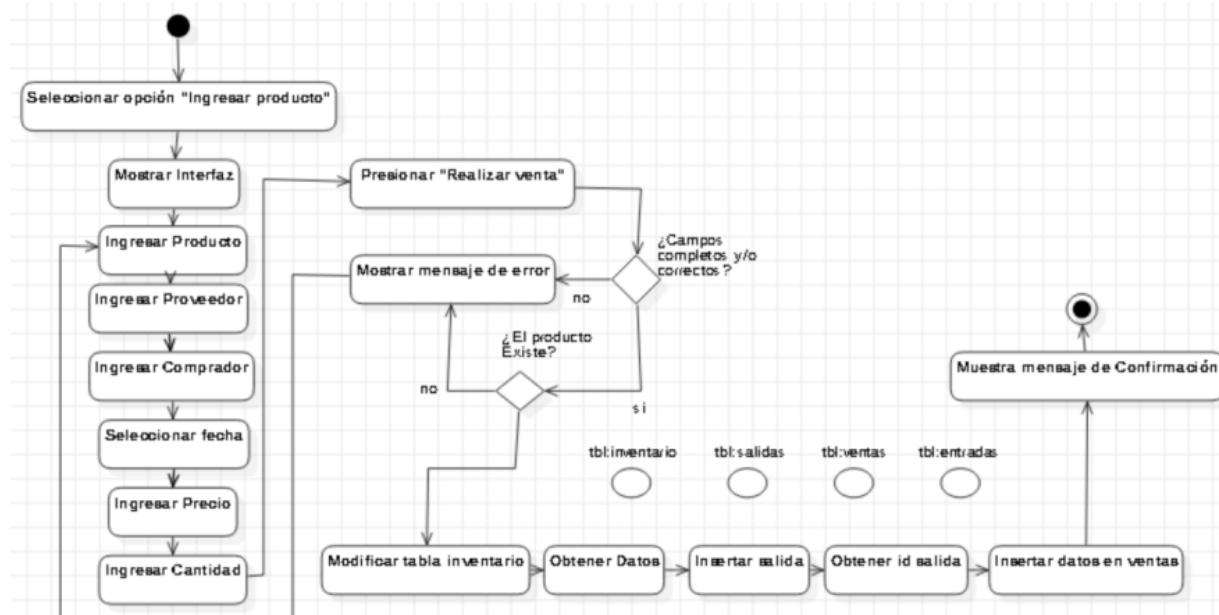 Seleccionar opción "Ingresar producto"
Mostrar Interfaz
Ingresar Producto
Ingresar Proveedor
Ingresar Comprador
Seleccionar fecha
Ingresar Precio
Ingresar Cantidad
Presionar "Realizar venta"
¿Campos
completos y/o
correctos?
Mostrar mensaje de error
no
¿El producto
Existe?
no
si
tbl:inventario
tbl:salidas
tbl:ventas
tbl:entradas
Modificar tabla inventario
Obtener Datos
Insertar salida
Obtener id salida
Insertar datos en ventas
Muestra mensaje de Confirmación